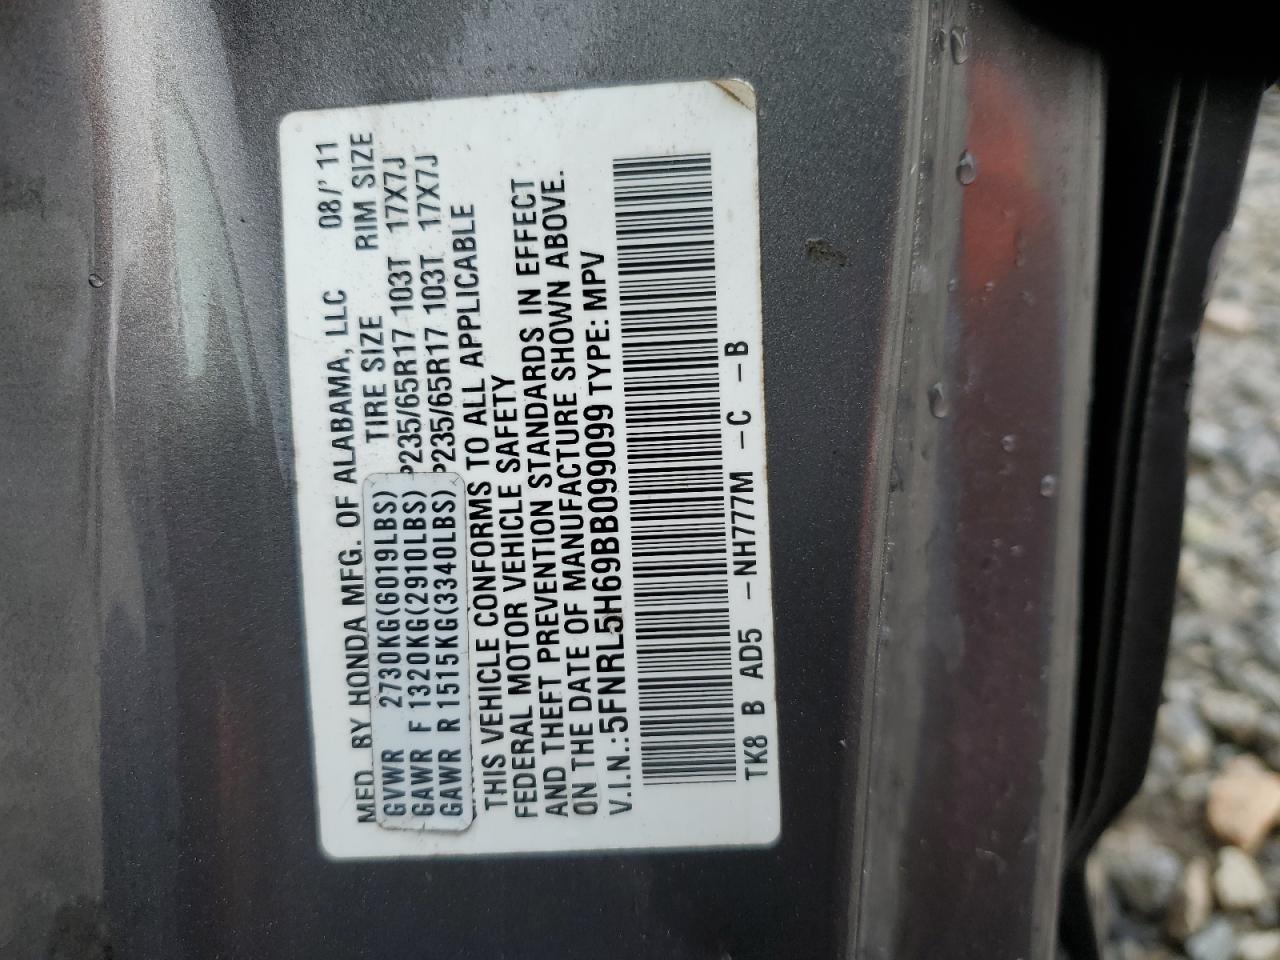 MFD BY HONDA MFG. OF ALABAMA, LLC 08/'11
TIRE SIZE RIM SIZE
GVWR 2730KG(6019LBS)
GAWR F 1320KG(2910LBS) P235/65R17 103T 17X7J
GAWR R 1515KG(3340LBS) P235/65R17 103T 17X7J
THIS VEHICLE CONFORMS TO ALL APPLICABLE
FEDERAL MOTOR VEHICLE SAFETY
AND THEFT PREVENTION STANDARDS IN EFFECT
ON THE DATE OF MANUFACTURE SHOWN ABOVE.
V.I.N.:5FNRL5H69BB099099 TYPE: MPV
TK8 B AD5 -NH777M -C -B